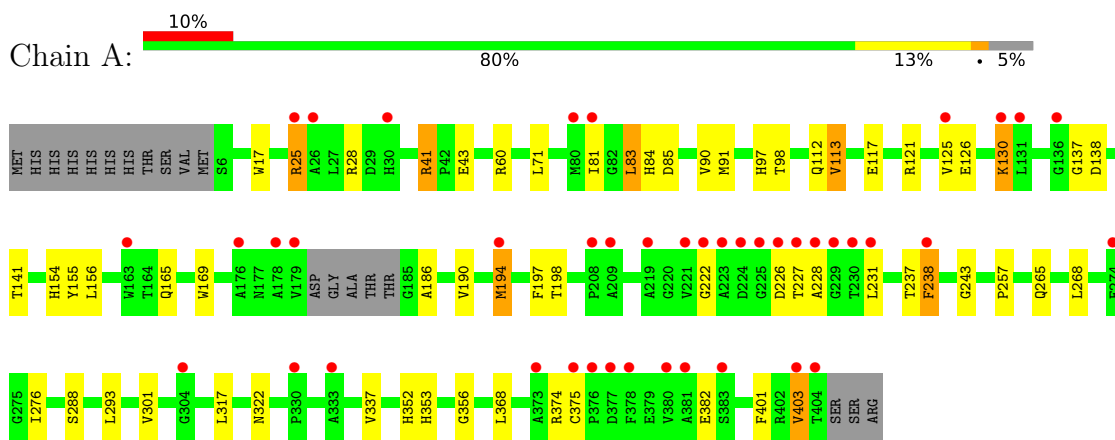 10%
Chain A:
80% 13% • 5%
MET HIS HIS HIS HIS HIS HIS THR SER VAL MET S6 W17 R25 A26 L27 R28 D29 H30 R41 P42 E43 R60 L71 M80 I81 G82 L83 H84 D85 V90 M91 H97 T98 Q112 V113 E117 R121 V125 E126 K130 L131 G136 G137 D138
T141 H154 Y155 L156 W163 T164 Q165 W169 A176 N177 A178 V179 ASP GLY ALA THR THR G185 A186 V190 M194 F197 T198 P208 A209 A219 G220 V221 G222 A223 D224 G225 D226 T227 A228 G229 T230 L231 T237 F238 G243 P257 Q265 L268
G275 I276 S288 L293 V301 G304 L317 N322 P330 A333 V337 H352 H353 G356 L368 A373 R374 C375 P376 D377 F378 E379 V380 A381 E382 S383 F401 R402 V403 T404 SER SER ARG